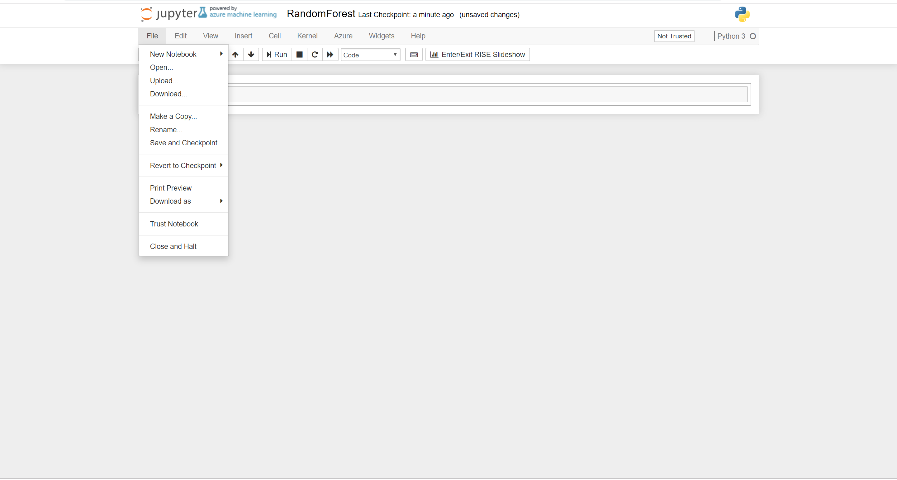 jupyter powered by azure machine learning RandomForest Last Checkpoint: a minute ago (unsaved changes)
File Edit View Insert Cell Kernel Azure Widgets Help Not Trusted Python 3
Run Code Enter/Exit RISE Slideshow
New Notebook
Open...
Upload
Download...
Make a Copy...
Rename
Save and Checkpoint
Revert to Checkpoint
Print Preview
Download as
Trust Notebook
Close and Halt